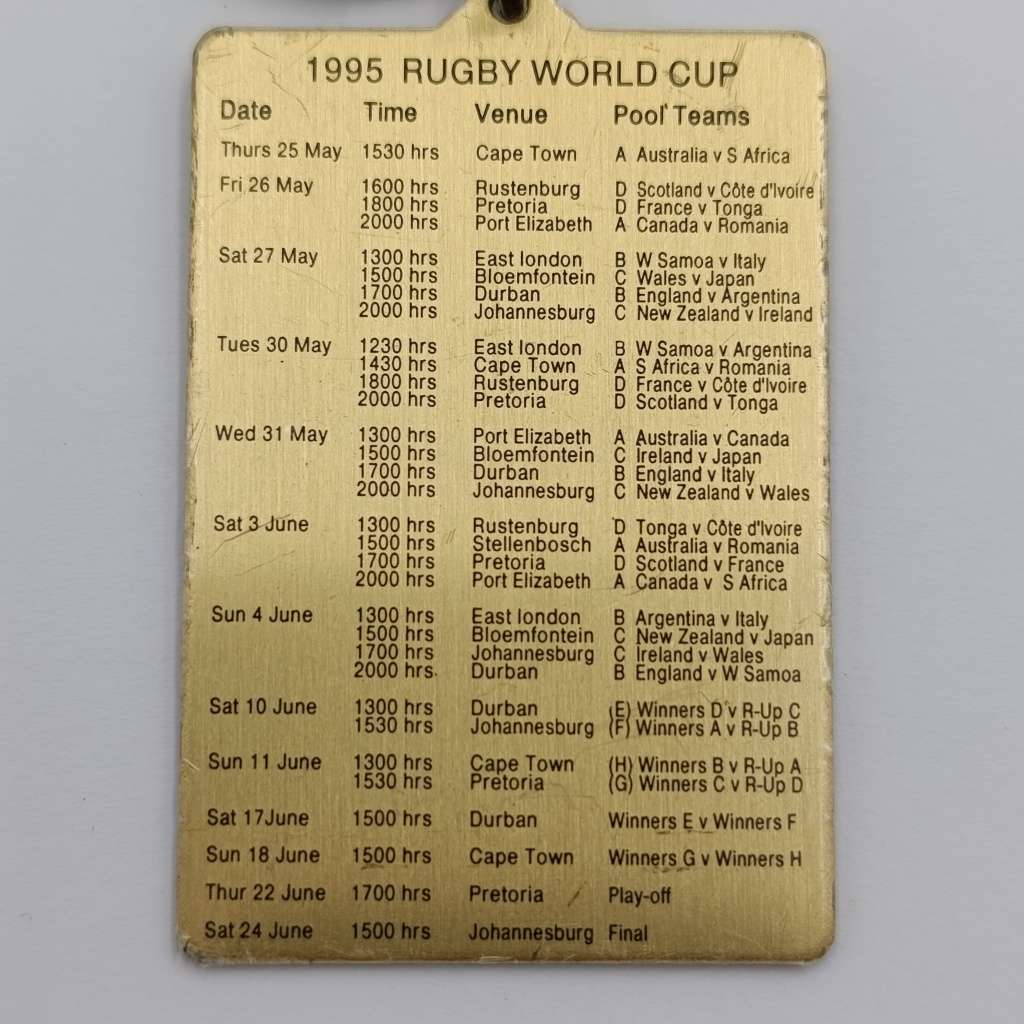 1995 RUGBY WORLD CUP
Date Time Venue Pool Teams
Thurs 25 May 1530 hrs Cape Town A Australia v S Africa
Fri 26 May 1600 hrs Rustenburg D Scotland v Côte d'Ivoire
1800 hrs Pretoria D France v Tonga
2000 hrs Port Elizabeth A Canada v Romania
Sat 27 May 1300 hrs East london B W Samoa v Italy
1500 hrs Bloemfontein C Wales v Japan
1700 hrs Durban B England v Argentina
2000 hrs Johannesburg C New Zealand v Ireland
Tues 30 May 1230 hrs East london B W Samoa v Argentina
1430 hrs Cape Town A S Africa v Romania
1800 hrs Rustenburg D France v Côte d'Ivoire
2000 hrs Pretoria D Scotland v Tonga
Wed 31 May 1300 hrs Port Elizabeth A Australia v Canada
1500 hrs Bloemfontein C Ireland v Japan
1700 hrs Durban B England v Italy
2000 hrs Johannesburg C New Zealand v Wales
Sat 3 June 1300 hrs Rustenburg D Tonga v Côte d'Ivoire
1500 hrs Stellenbosch A Australia v Romania
1700 hrs Pretoria D Scotland v France
2000 hrs Port Elizabeth A Canada v S Africa
Sun 4 June 1300 hrs East london B Argentina v Italy
1500 hrs Bloemfontein C New Zealand v Japan
1700 hrs Johannesburg C Ireland v Wales
2000 hrs Durban B England v W Samoa
Sat 10 June 1300 hrs Durban (E) Winners D v R-Up C
1530 hrs Johannesburg (F) Winners A v R-Up B
Sun 11 June 1300 hrs Cape Town (H) Winners B v R-Up A
1530 hrs Pretoria (G) Winners C v R-Up D
Sat 17June 1500 hrs Durban Winners E v Winners F
Sun 18 June 1500 hrs Cape Town Winners G v Winners H
Thur 22 June 1700 hrs Pretoria Play-off
Sat 24 June 1500 hrs Johannesburg Final